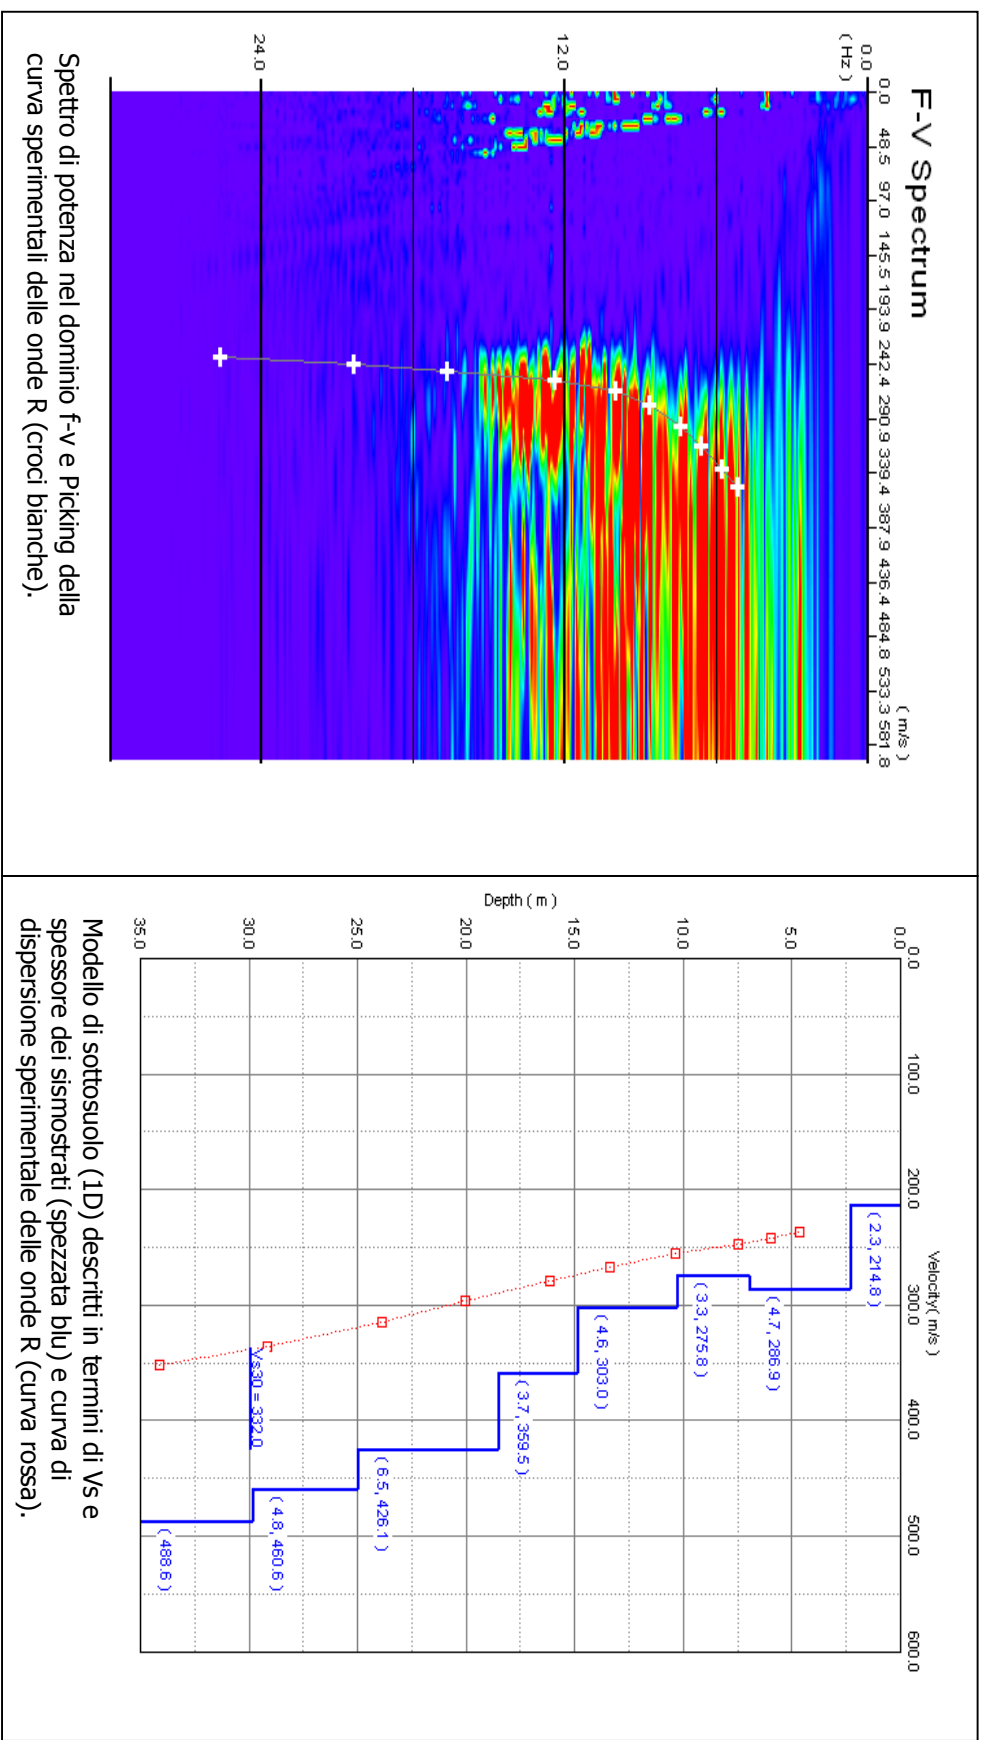 F-V Spectrum
( m/s )
0.0 48.5 97.0 145.5 193.9 242.4 290.9 339.4 387.9 436.4 484.8 533.3 581.8
0.0
( Hz )
12.0
24.0
Spettro di potenza nel dominio f-v e Picking della
curva sperimentali delle onde R (croci bianche).
Velocity( m/s )
0.0 100.0 200.0 300.0 400.0 500.0 600.0
0.0
5.0
10.0
15.0
20.0
25.0
30.0
35.0
Depth ( m )
( 2.3, 214.8 )
( 4.7, 286.9 )
( 3.3, 275.8 )
( 4.6, 303.0 )
( 3.7, 359.5 )
( 6.5, 426.1 )
( 4.8, 460.6 )
Vs30 = 332.0
( 488.6 )
Modello di sottosuolo (1D) descritti in termini di Vs e
spessore dei sismostrati (spezzata blu) e curva di
dispersione sperimentale delle onde R (curva rossa).